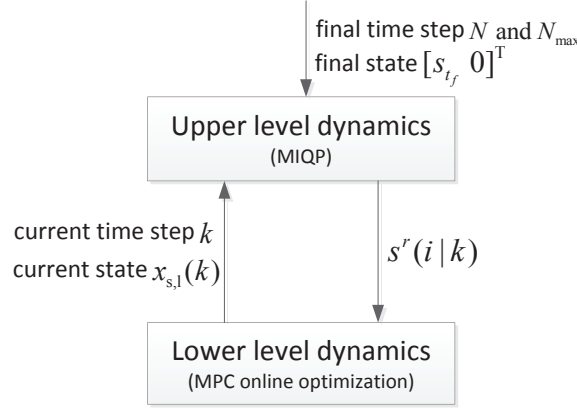 final time step N and N_max
final state [s_{t_f} 0]^T
Upper level dynamics
(MIQP)
current time step k
current state x_{s,l}(k)
s^r(i | k)
Lower level dynamics
(MPC online optimization)